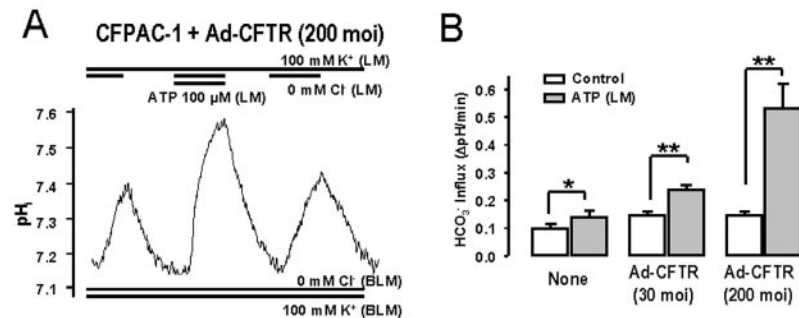 A
CFPAC-1 + Ad-CFTR (200 moi)
100 mM K⁺ (LM)
0 mM Cl⁻ (LM)
ATP 100 µM (LM)
7.6
7.5
7.4
7.3
7.2
7.1
pHᵢ
0 mM Cl⁻ (BLM)
100 mM K⁺ (BLM)
B
Control
ATP (LM)
**
**
*
0.6
0.5
0.4
0.3
0.2
0.1
0.0
HCO₃⁻ Influx (ΔpH/min)
None
Ad-CFTR
(30 moi)
Ad-CFTR
(200 moi)